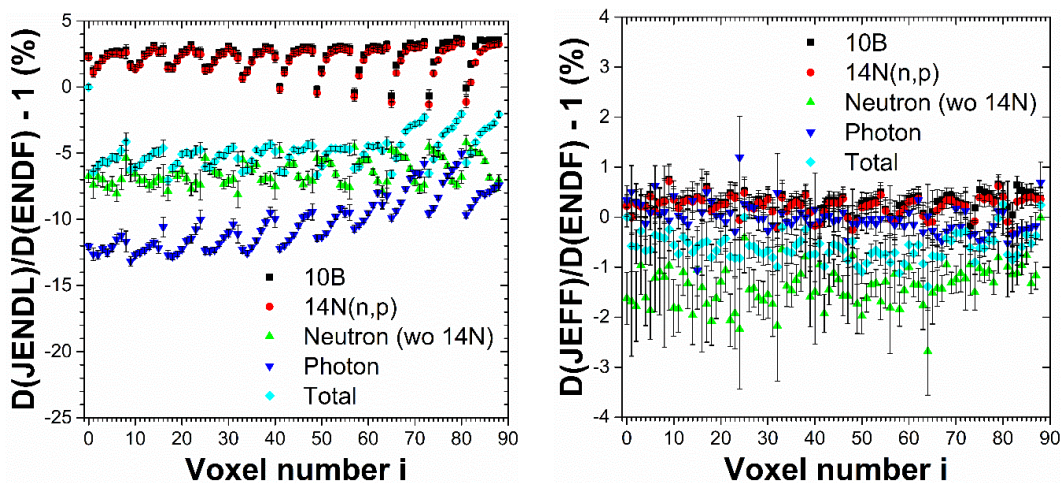 D(JENDL)/D(ENDF) - 1 (%)
5
0
-5
-10
-15
-20
-25
10B
14N(n,p)
Neutron (wo 14N)
Photon
Total
0 10 20 30 40 50 60 70 80 90
Voxel number i
D(JEFF)/D(ENDF) - 1 (%)
4
3
2
1
0
-1
-2
-3
-4
10B
14N(n,p)
Neutron (wo 14N)
Photon
Total
0 10 20 30 40 50 60 70 80 90
Voxel number i